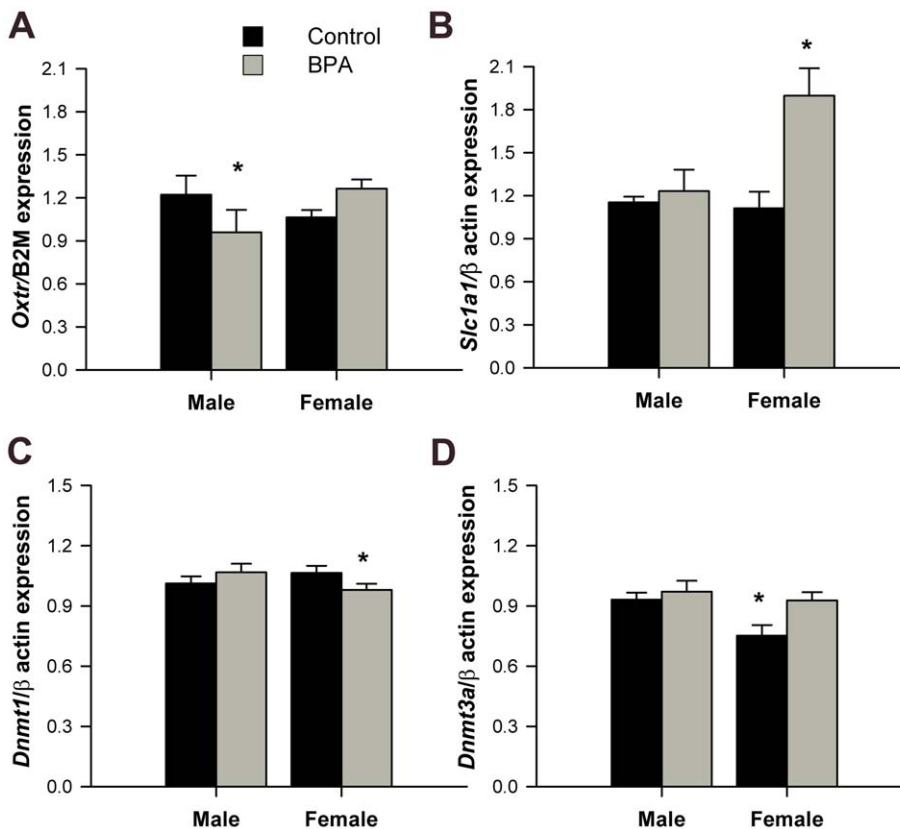 A
Control
BPA
Oxtr/B2M expression
2.1
1.8
1.5
1.2
0.9
0.6
0.3
0.0
*
Male Female
B
Slc1a1/β actin expression
2.1
1.8
1.5
1.2
0.9
0.6
0.3
0.0
*
Male Female
C
Dnmt1/β actin expression
1.5
1.2
0.9
0.6
0.3
0.0
*
Male Female
D
Dnmt3a/β actin expression
1.5
1.2
0.9
0.6
0.3
0.0
*
Male Female